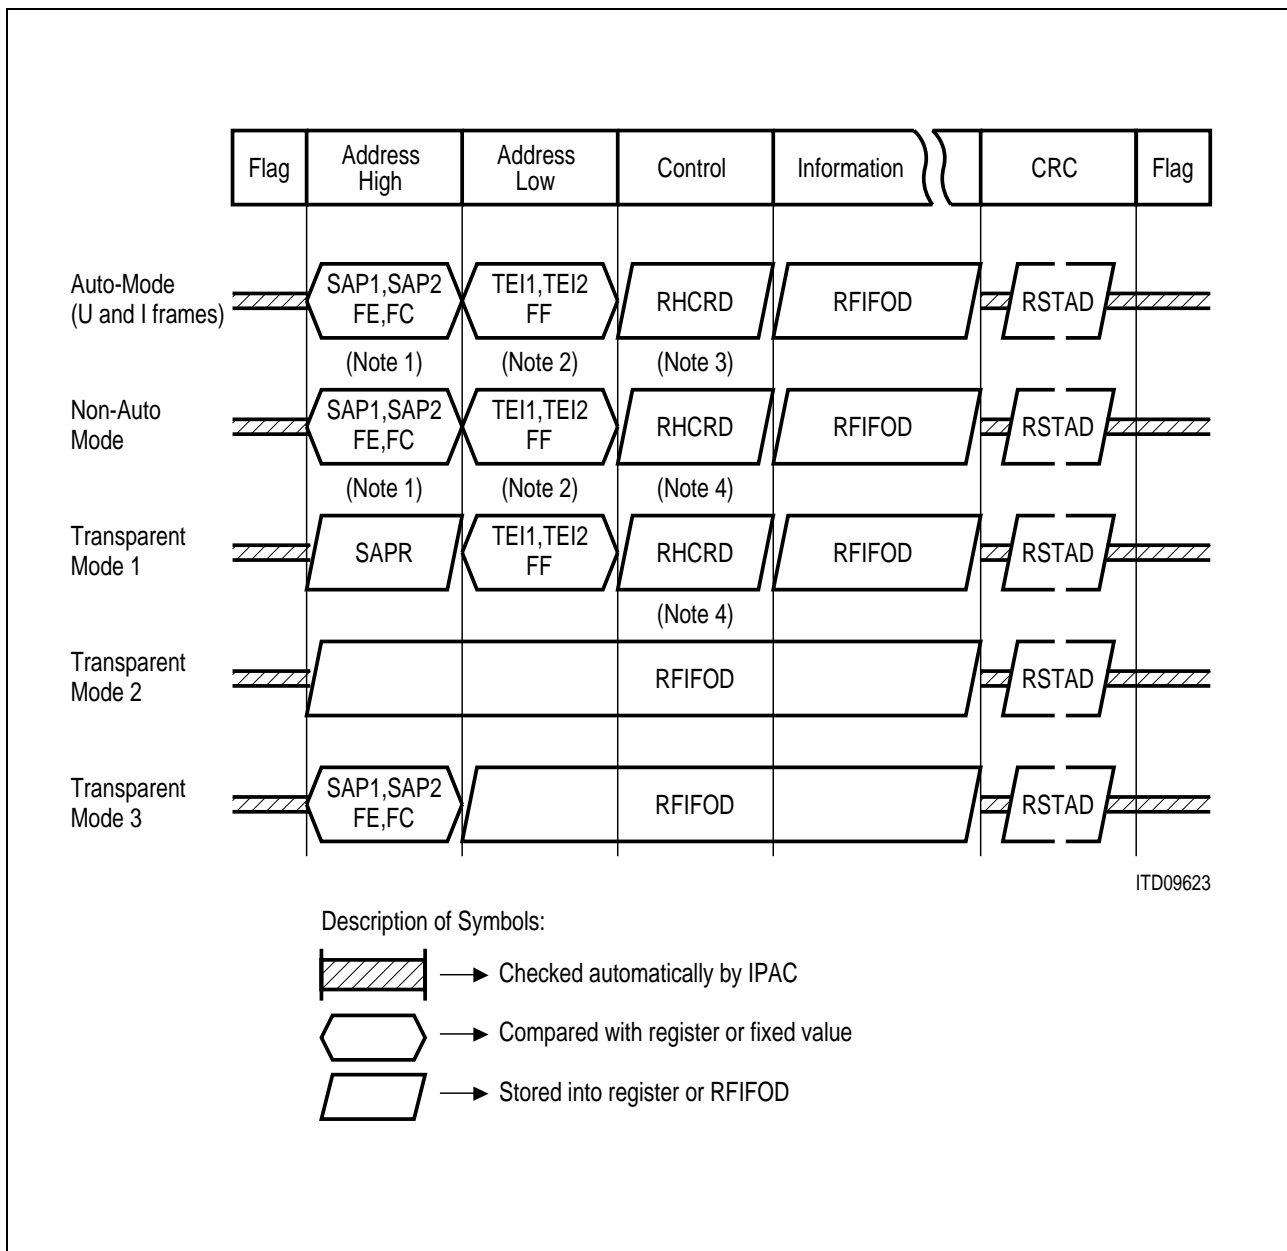 Flag
Address
High
Address
Low
Control
Information
CRC
Flag
Auto-Mode
(U and I frames)
SAP1,SAP2
FE,FC
TEI1,TEI2
FF
RHCRD
RFIFOD
RSTAD
(Note 1)
(Note 2)
(Note 3)
Non-Auto
Mode
SAP1,SAP2
FE,FC
TEI1,TEI2
FF
RHCRD
RFIFOD
RSTAD
(Note 1)
(Note 2)
(Note 4)
Transparent
Mode 1
SAPR
TEI1,TEI2
FF
RHCRD
RFIFOD
RSTAD
(Note 4)
Transparent
Mode 2
RFIFOD
RSTAD
Transparent
Mode 3
SAP1,SAP2
FE,FC
RFIFOD
RSTAD
ITD09623
Description of Symbols:
Checked automatically by IPAC
Compared with register or fixed value
Stored into register or RFIFOD